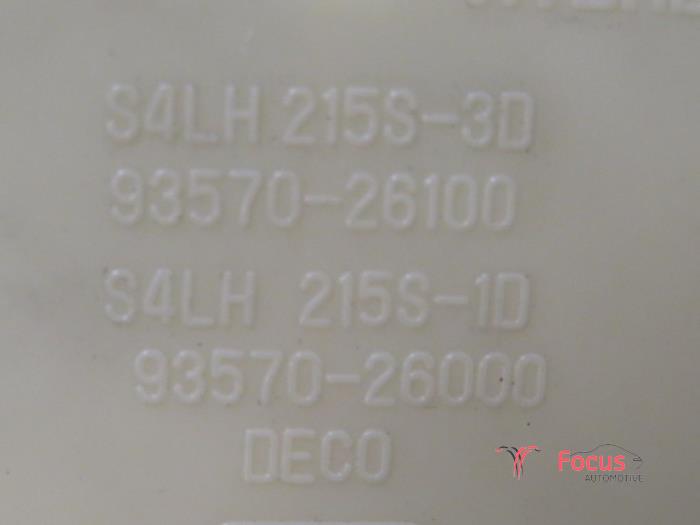 S4LH 215S-3D
93570-26100
S4LH 215S-1D
93570-26000
DECO
Focus
AUTOMOTIVE